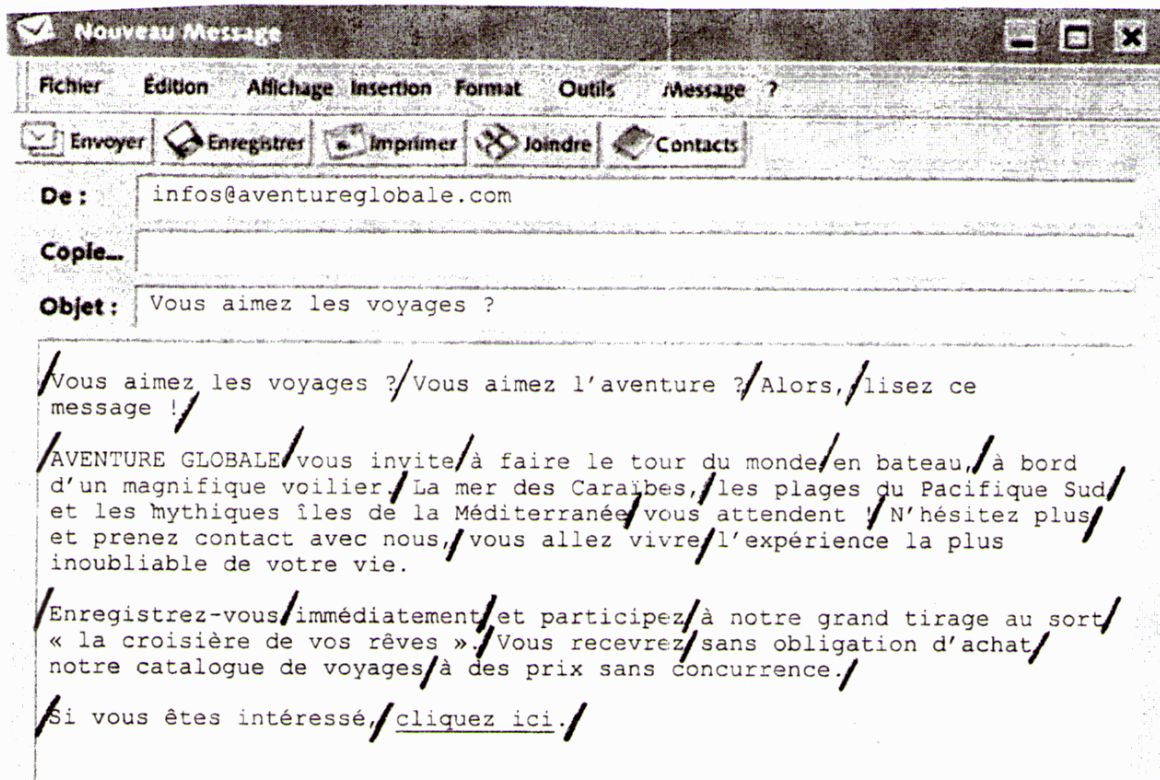 Nouveau Message
Fichier Édition Affichage Insertion Format Outils Message ?
Envoyer Enregistrer Imprimer Joindre Contacts
De : infos@aventureglobale.com
Copie...
Objet : Vous aimez les voyages ?
Vous aimez les voyages ?/Vous aimez l'aventure ?/Alors,/lisez ce
message !/
/AVENTURE GLOBALE/vous invite/à faire le tour du monde/en bateau,/à bord
d'un magnifique voilier./La mer des Caraïbes,/les plages du Pacifique Sud/
et les mythiques îles de la Méditerranée/vous attendent !/N'hésitez plus/
et prenez contact avec nous,/vous allez vivre/l'expérience la plus
inoubliable de votre vie.
/Enregistrez-vous/immédiatement/et participez/à notre grand tirage au sort/
« la croisière de vos rêves »./Vous recevrez/sans obligation d'achat/
notre catalogue de voyages/à des prix sans concurrence./
/Si vous êtes intéressé,/cliquez ici./